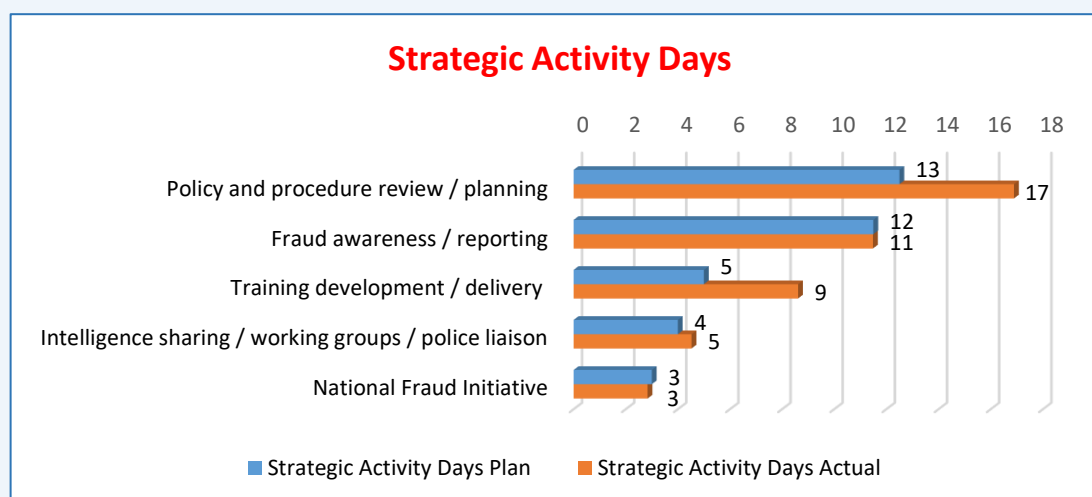 Strategic Activity Days
0 2 4 6 8 10 12 14 16 18
Policy and procedure review / planning
13
17
Fraud awareness / reporting
12
11
Training development / delivery
5
9
Intelligence sharing / working groups / police liaison
4
5
National Fraud Initiative
3
3
Strategic Activity Days Plan Strategic Activity Days Actual